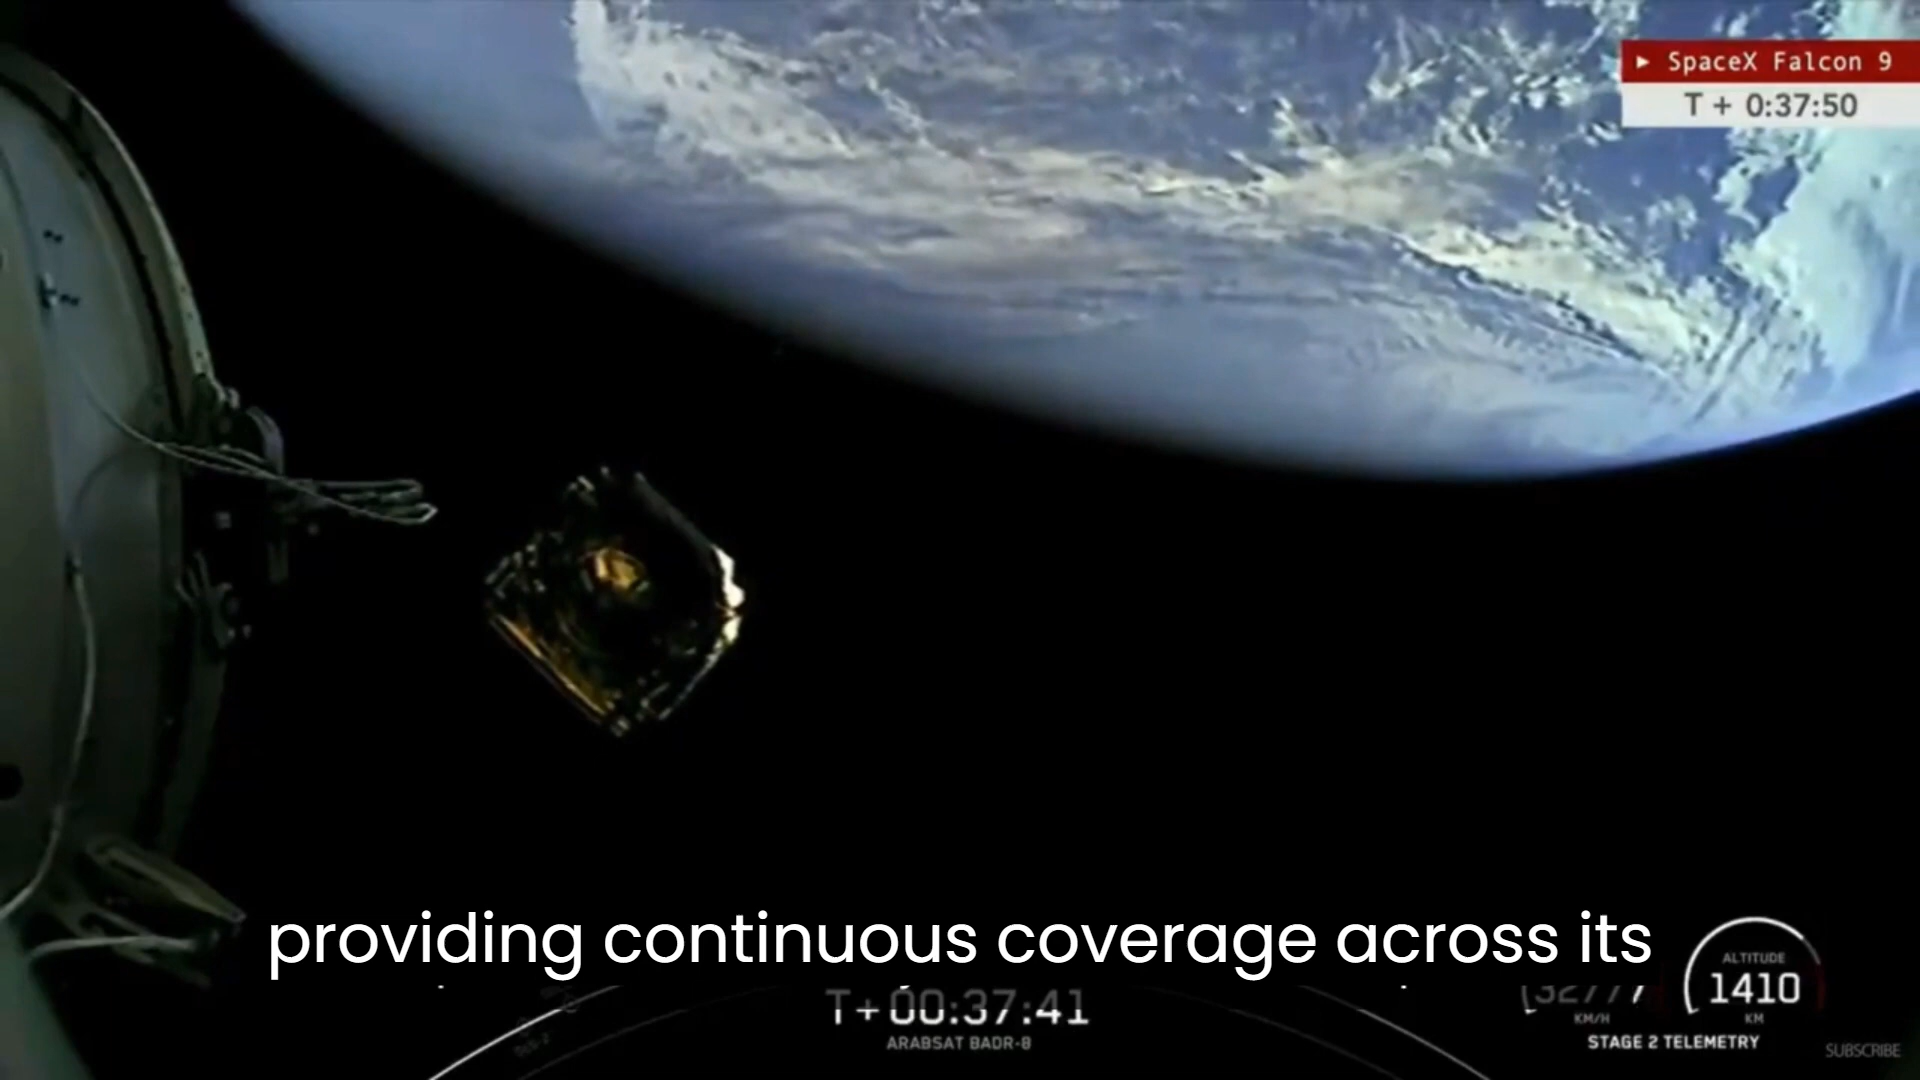 ▶ SpaceX Falcon 9
T + 0:37:50
providing continuous coverage across its
T+00:37:41
ARABSAT BADR-8
KM/H
ALTITUDE
1410
KM
STAGE 2 TELEMETRY
SUBSCRIBE